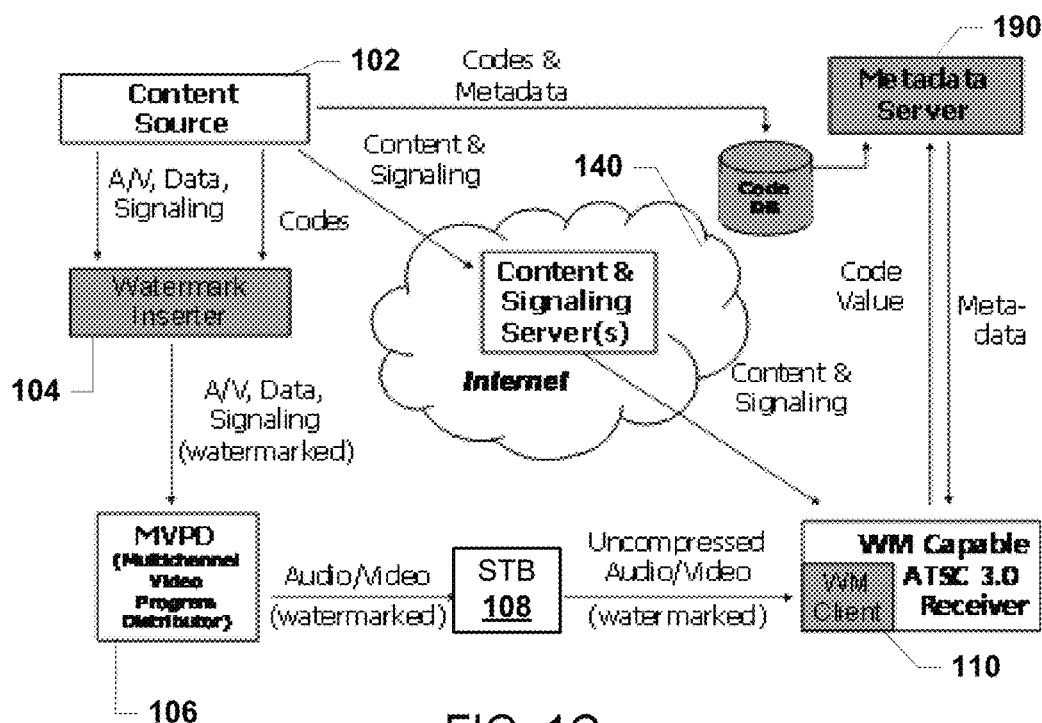 190
102
Codes &
Metadata
Metadata
Server
Content
Source
Content &
Signaling
140
A/V, Data,
Signaling
Codes
Code
DB
Watermark
Inserter
Content &
Signaling
Server(s)
Code
Value
Meta-
data
104
Internet
A/V, Data,
Signaling
(watermarked)
Content &
Signaling
MVPD
(Multichannel
Video
Program
Distributor)
Audio/Video
(watermarked)
STB
108
Uncompressed
Audio/Video
(watermarked)
WM Capable
ATSC 3.0
Receiver
WM
Client
110
106